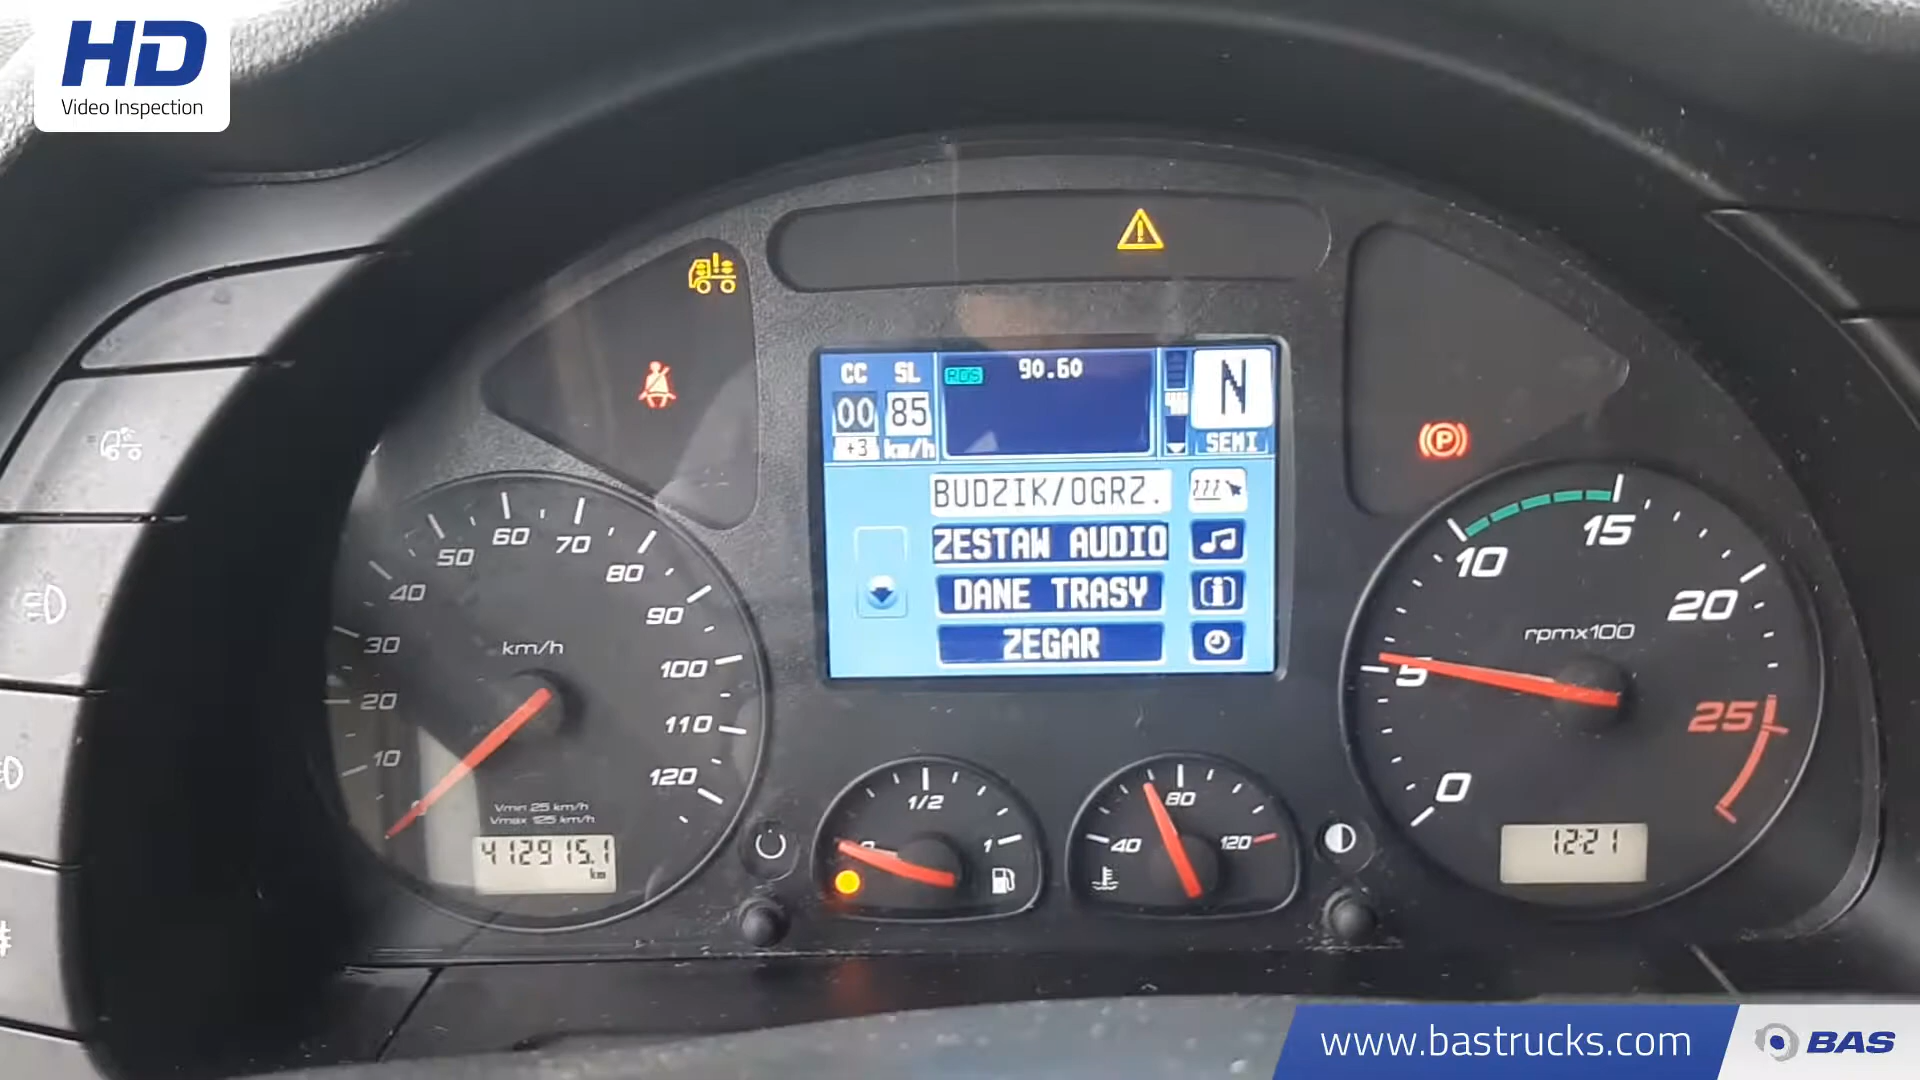 HD
Video Inspection
CC SL
00 85
+3 km/h
RDS 90.60
N
SEMI
BUDZIK/OGRZ.
ZESTAW AUDIO
DANE TRASY
ZEGAR
km/h
10
20
30
40
50
60
70
80
90
100
110
120
Vmin 25 km/h
Vmax 125 km/h
412915.1
km
0
1/2
1
40
80
120
rpmx100
0
5
10
15
20
25
12:21
P
www.bastrucks.com
BAS